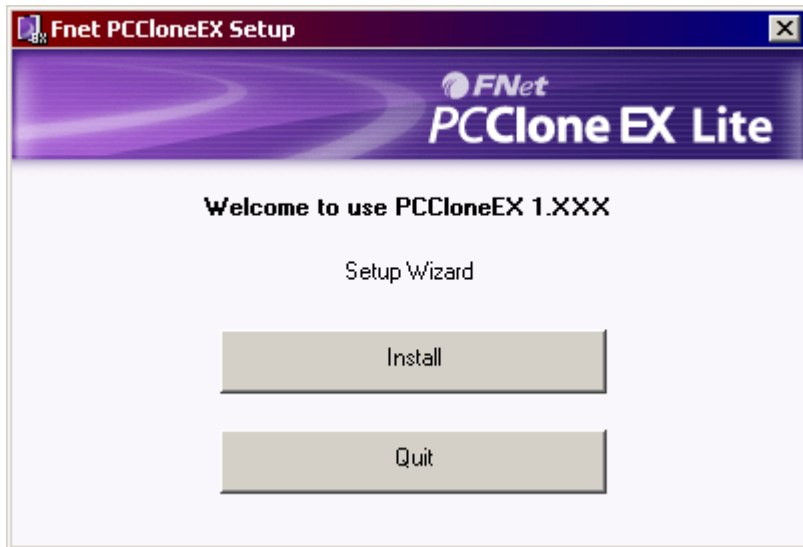 Fnet PCCloneEX Setup
FNet
PCClone EX Lite
Welcome to use PCCloneEX 1.XXX
Setup Wizard
Install
Quit